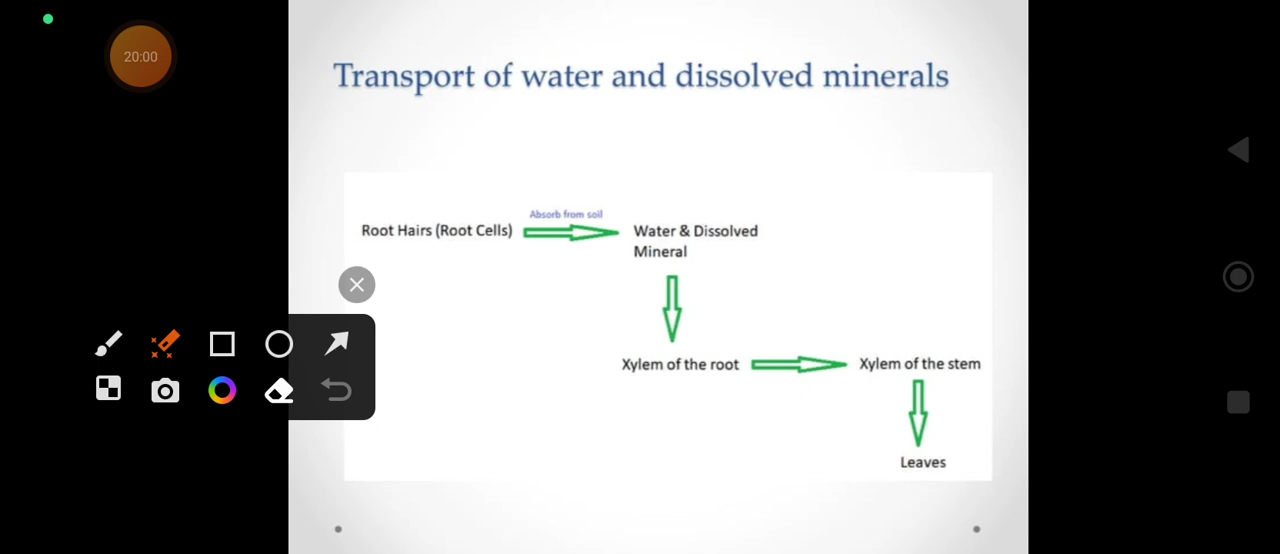 20:00
Transport of water and dissolved minerals
Absorb from soil
Root Hairs (Root Cells)
Water & Dissolved
Mineral
Xylem of the root
Xylem of the stem
Leaves